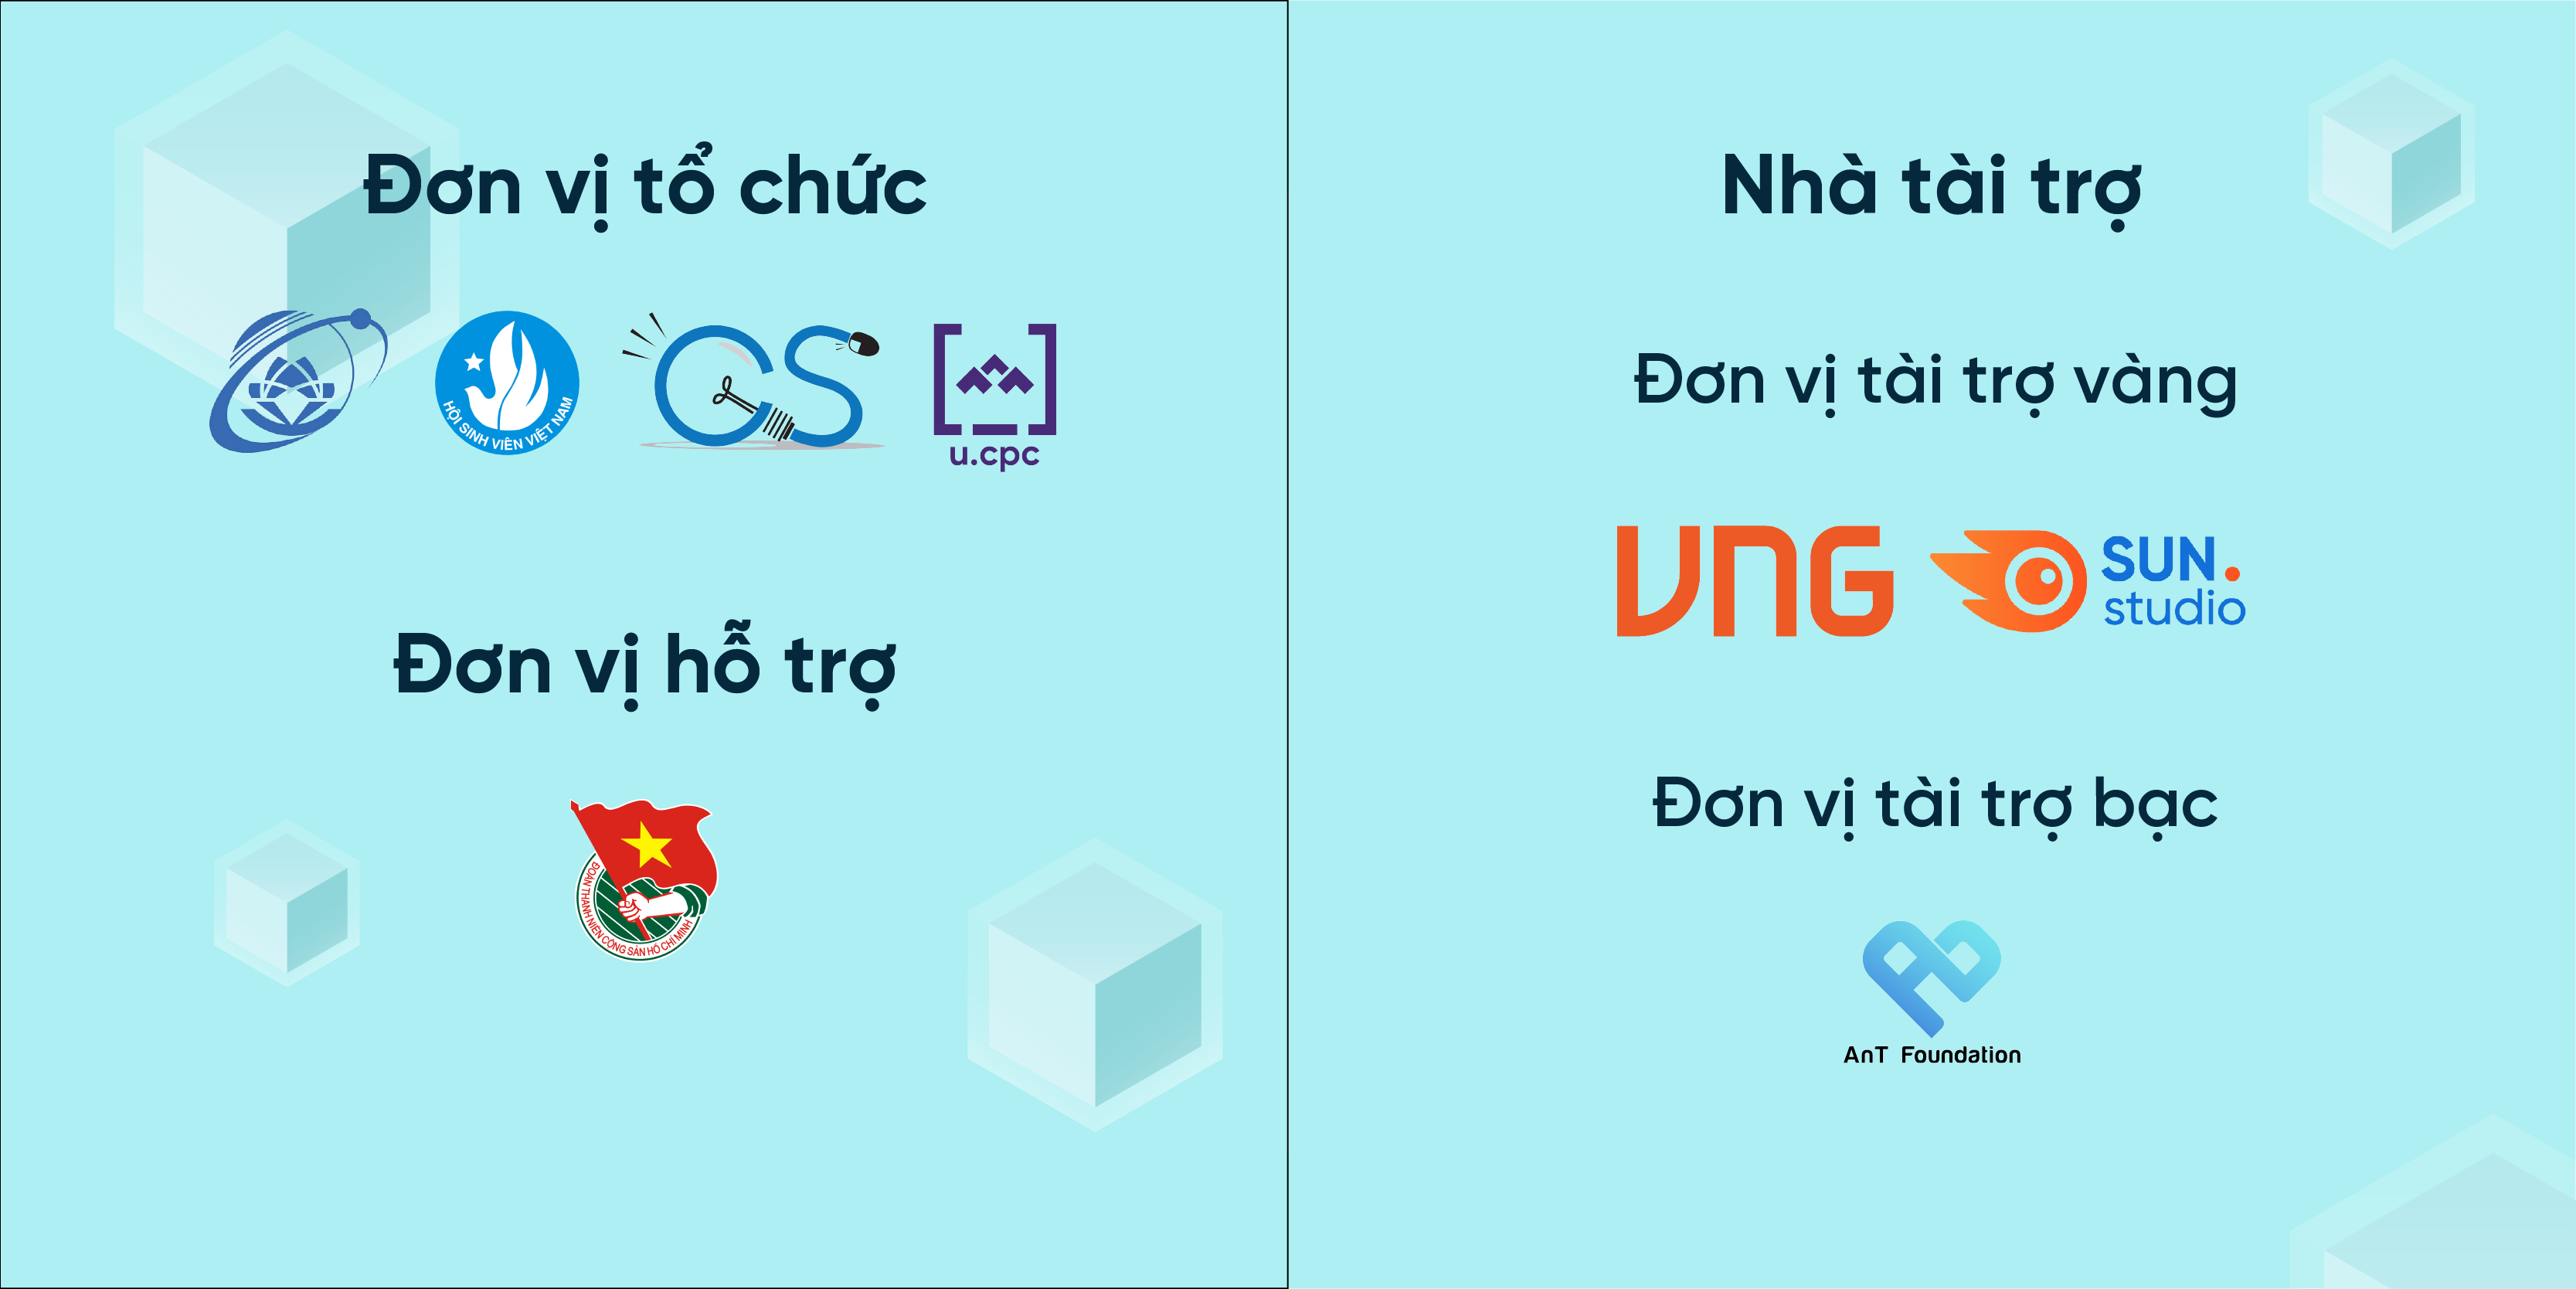 Đơn vị tổ chức
HỘI SINH VIÊN VIỆT NAM
CS
u.cpc
Đơn vị hỗ trợ
ĐOÀN THANH NIÊN CỘNG SẢN HỒ CHÍ MINH
Nhà tài trợ
Đơn vị tài trợ vàng
VNG
SUN.
studio
Đơn vị tài trợ bạc
AnT Foundation